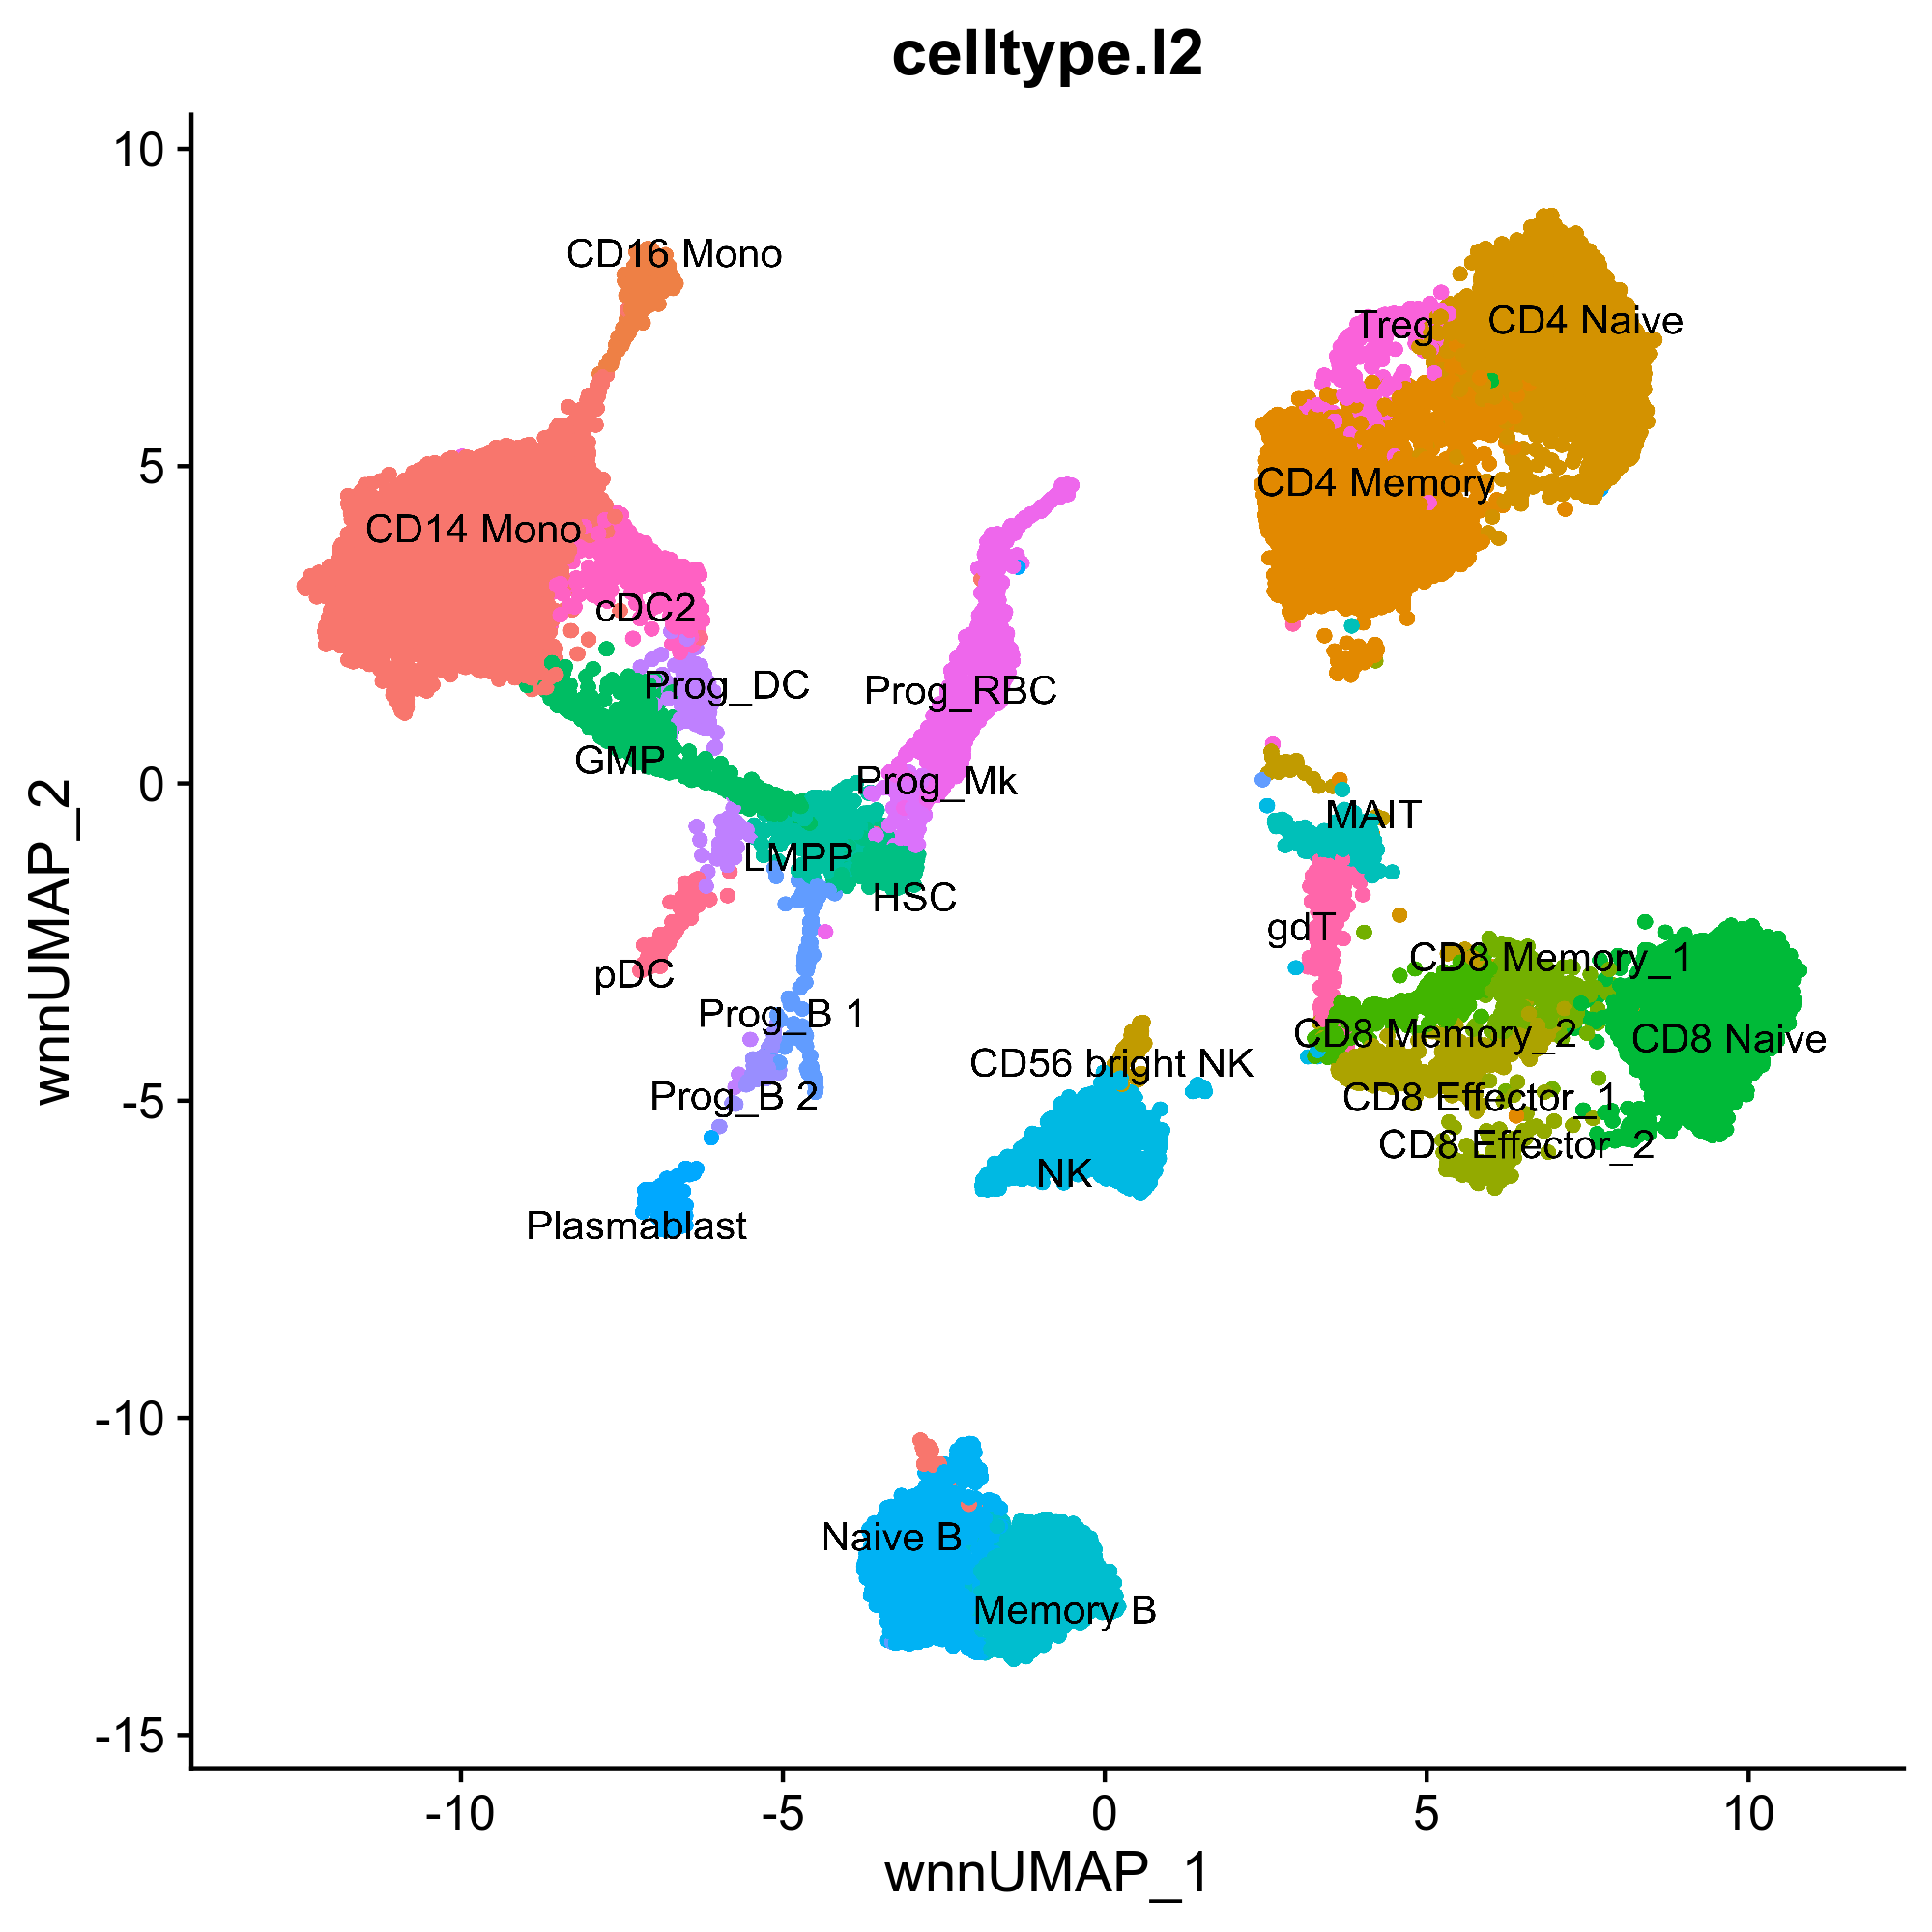 celltype.l2
10
5
0
-5
-10
-15
wnnUMAP_2
CD16 Mono
Treg
CD4 Naive
CD4 Memory
CD14 Mono
cDC2
Prog_DC
Prog_RBC
GMP
Prog_Mk
MAIT
LMPP
HSC
gdT
CD8 Memory_1
pDC
Prog_B 1
CD8 Memory_2
CD8 Naive
CD56 bright NK
Prog_B 2
CD8 Effector_1
CD8 Effector_2
NK
Plasmablast
Naive B
Memory B
-10
-5
0
5
10
wnnUMAP_1